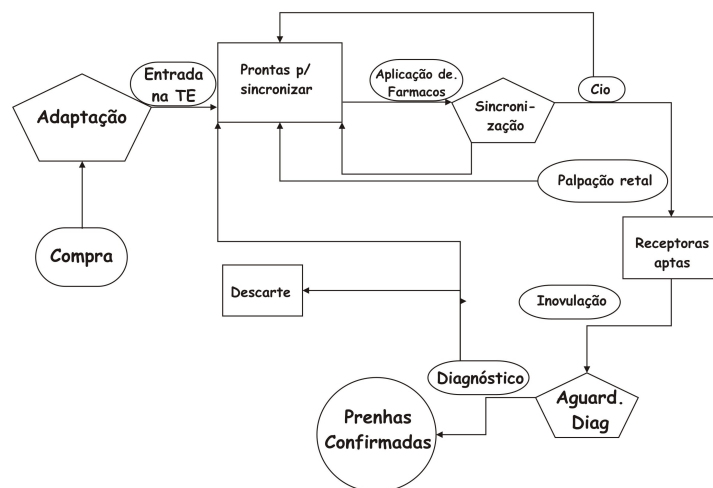 Entrada
na TE
Prontas p/
sincronizar
Aplicação de.
Farmacos
Cio
Adaptação
Sincroni-
zação
Palpação retal
Compra
Receptoras
aptas
Descarte
Inovulação
Diagnóstico
Aguard.
Diag
Prenhas
Confirmadas